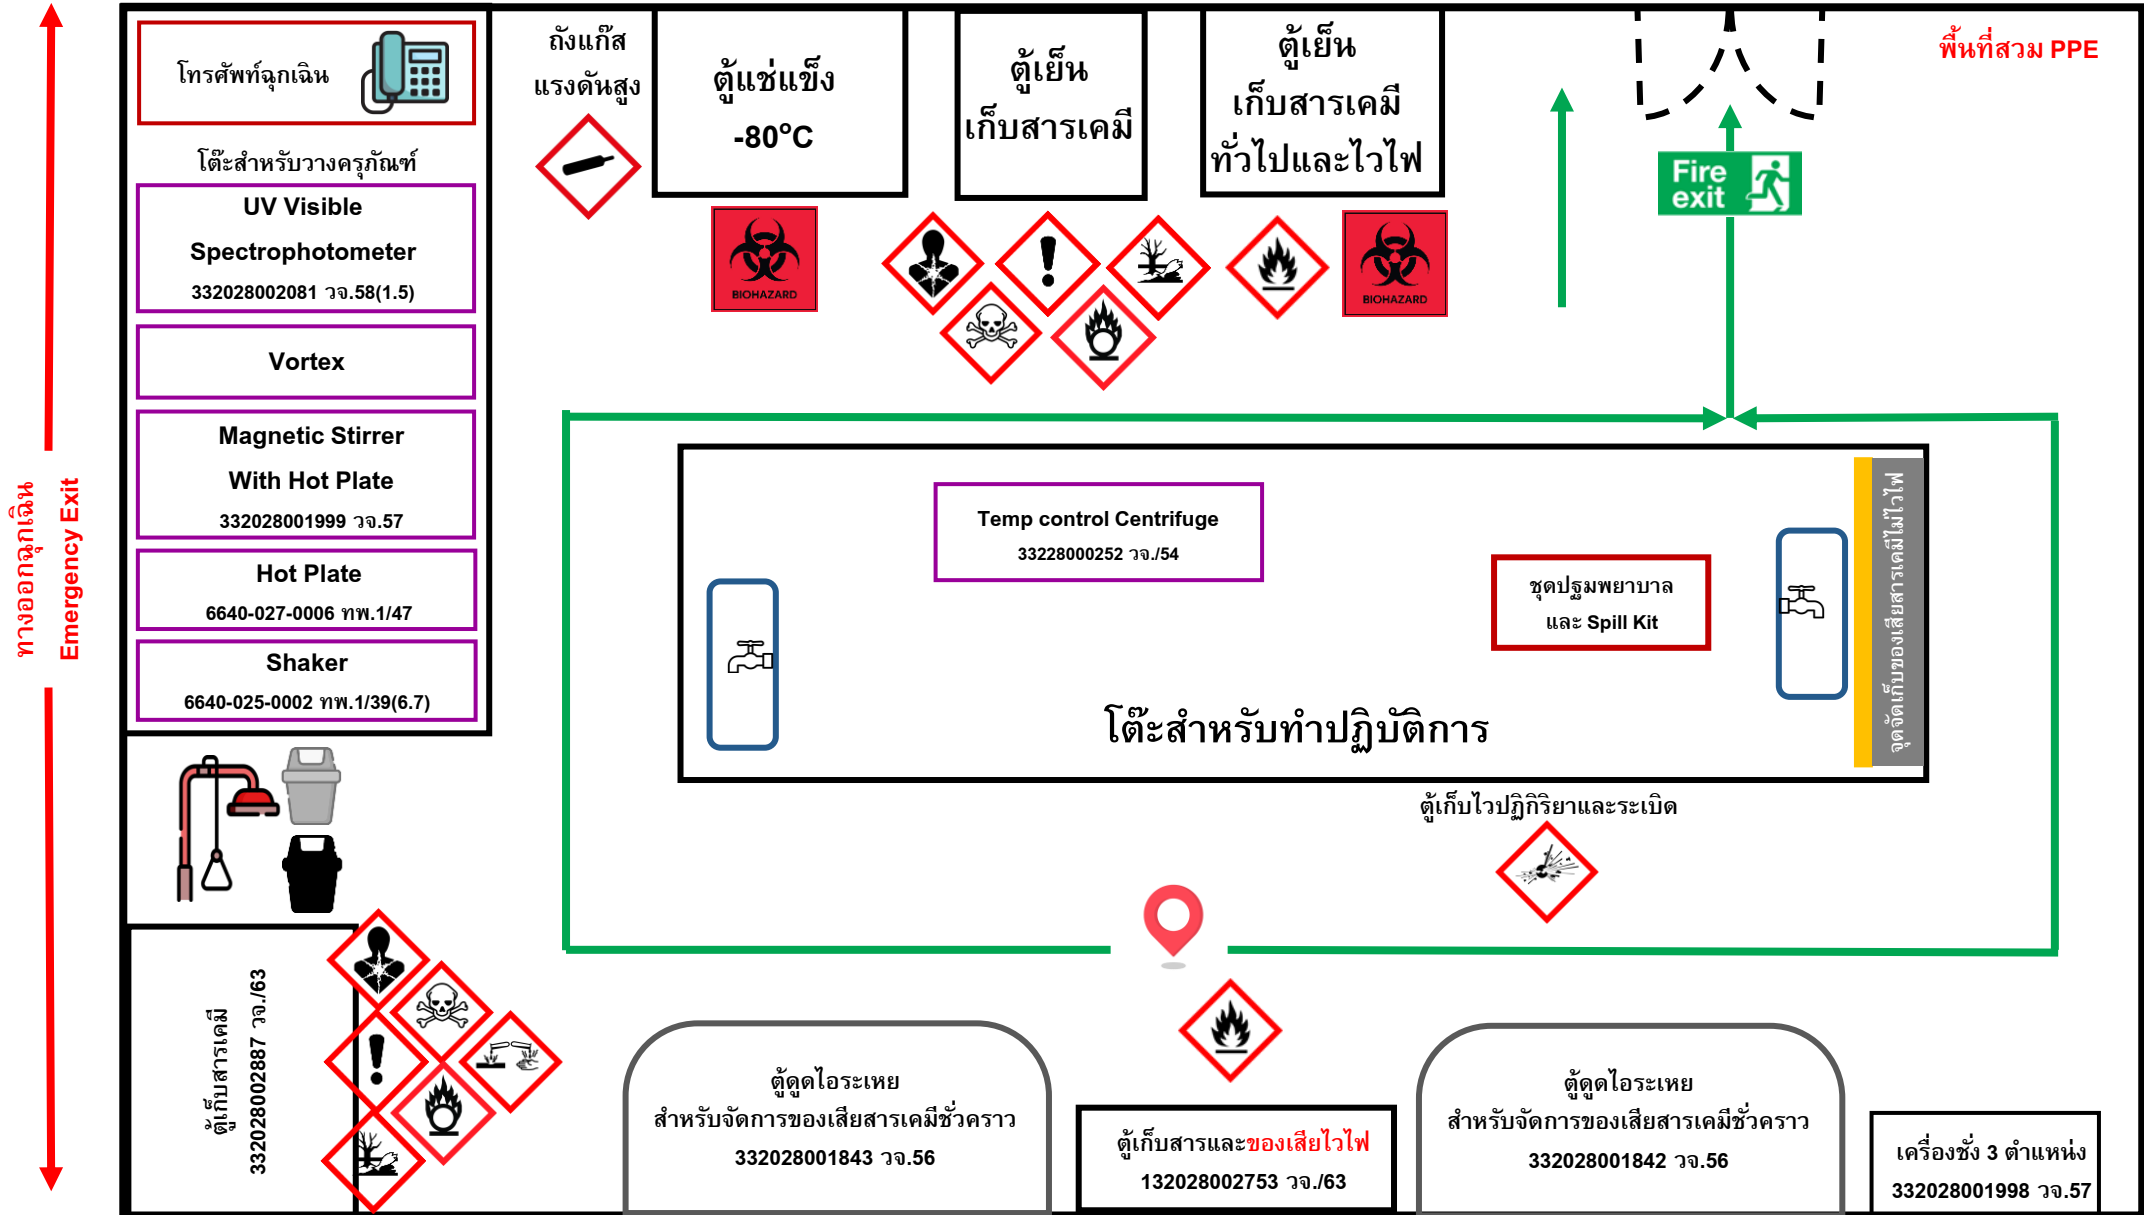 ทางออกฉุกเฉิน
Emergency Exit
โทรศัพท์ฉุกเฉิน
โต๊ะสำหรับวางครุภัณฑ์
UV Visible
Spectrophotometer
332028002081 วจ.58(1.5)
Vortex
Magnetic Stirrer
With Hot Plate
332028001999 วจ.57
Hot Plate
6640-027-0006 ทพ.1/47
Shaker
6640-025-0002 ทพ.1/39(6.7)
ถังแก๊ส
แรงดันสูง
ตู้แช่แข็ง
-80°C
BIOHAZARD
ตู้เย็น
เก็บสารเคมี
ตู้เย็น
เก็บสารเคมี
ทั่วไปและไวไฟ
BIOHAZARD
Fire
exit
พื้นที่สวม PPE
Temp control Centrifuge
33228000252 วจ./54
ชุดปฐมพยาบาล
และ Spill Kit
จุดจัดเก็บของเสียสารเคมีไม่ไวไฟ
โต๊ะสำหรับทำปฏิบัติการ
ตู้เก็บไวปฏิกิริยาและระเบิด
ตู้เก็บสารเคมี
332028002887 วจ./63
ตู้ดูดไอระเหย
สำหรับจัดการของเสียสารเคมีชั่วคราว
332028001843 วจ.56
ตู้เก็บสารและของเสียไวไฟ
132028002753 วจ./63
ตู้ดูดไอระเหย
สำหรับจัดการของเสียสารเคมีชั่วคราว
332028001842 วจ.56
เครื่องชั่ง 3 ตำแหน่ง
332028001998 วจ.57